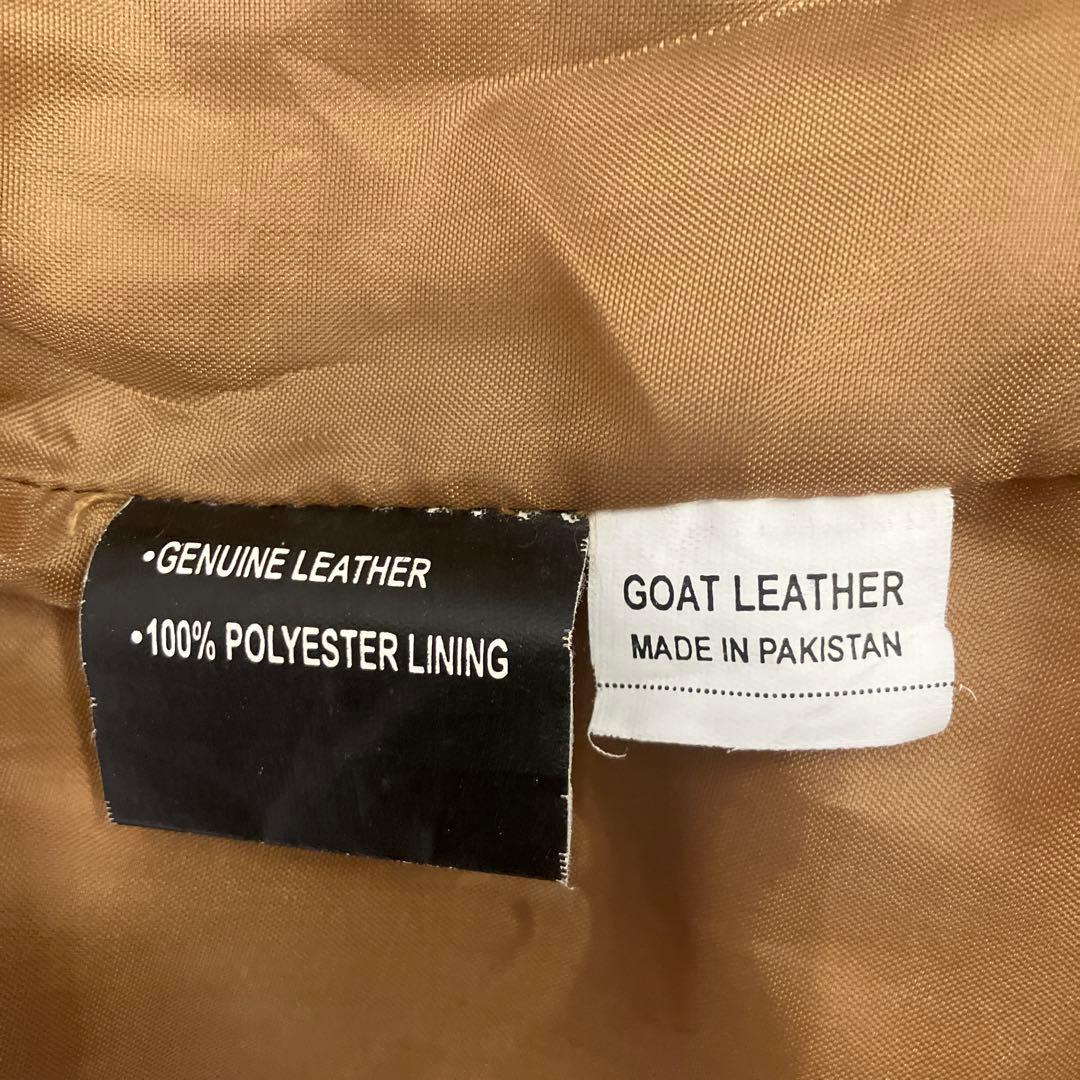 •GENUINE LEATHER
•100% POLYESTER LINING
GOAT LEATHER
MADE IN PAKISTAN